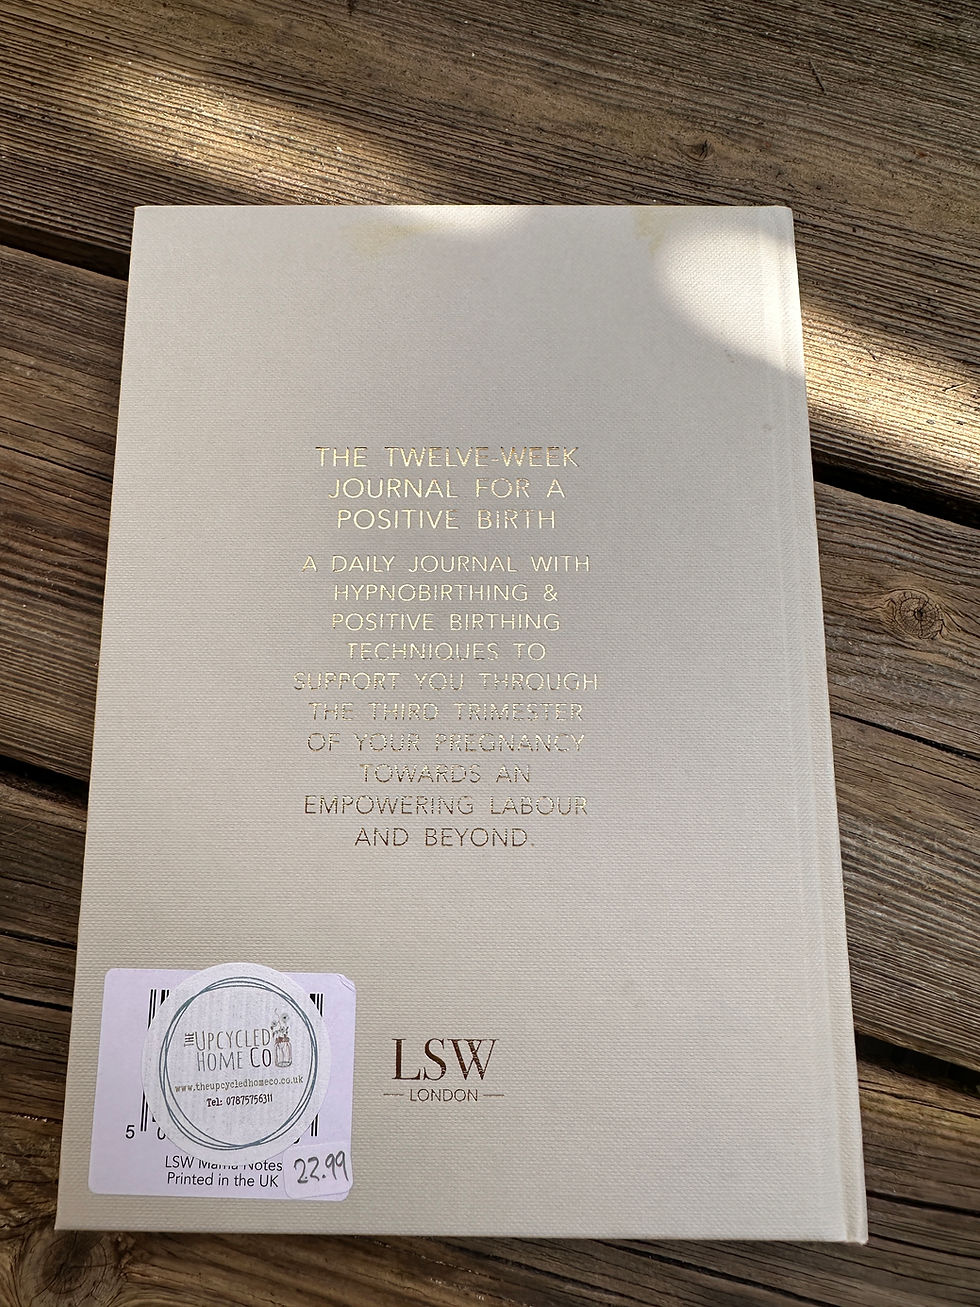 THE TWELVE-WEEK
JOURNAL FOR A
POSITIVE BIRTH
A DAILY JOURNAL WITH
HYPNOBIRTHING &
POSITIVE BIRTHING
TECHNIQUES TO
SUPPORT YOU THROUGH
THE THIRD TRIMESTER
OF YOUR PREGNANCY
TOWARDS AN
EMPOWERING LABOUR
AND BEYOND.
THE UPCYCLED
HOME CO
www.theupcycledhomeco.co.uk
Tel: 07875756311
5
LSW Mama Notes
Printed in the UK
22.99
LSW
LONDON